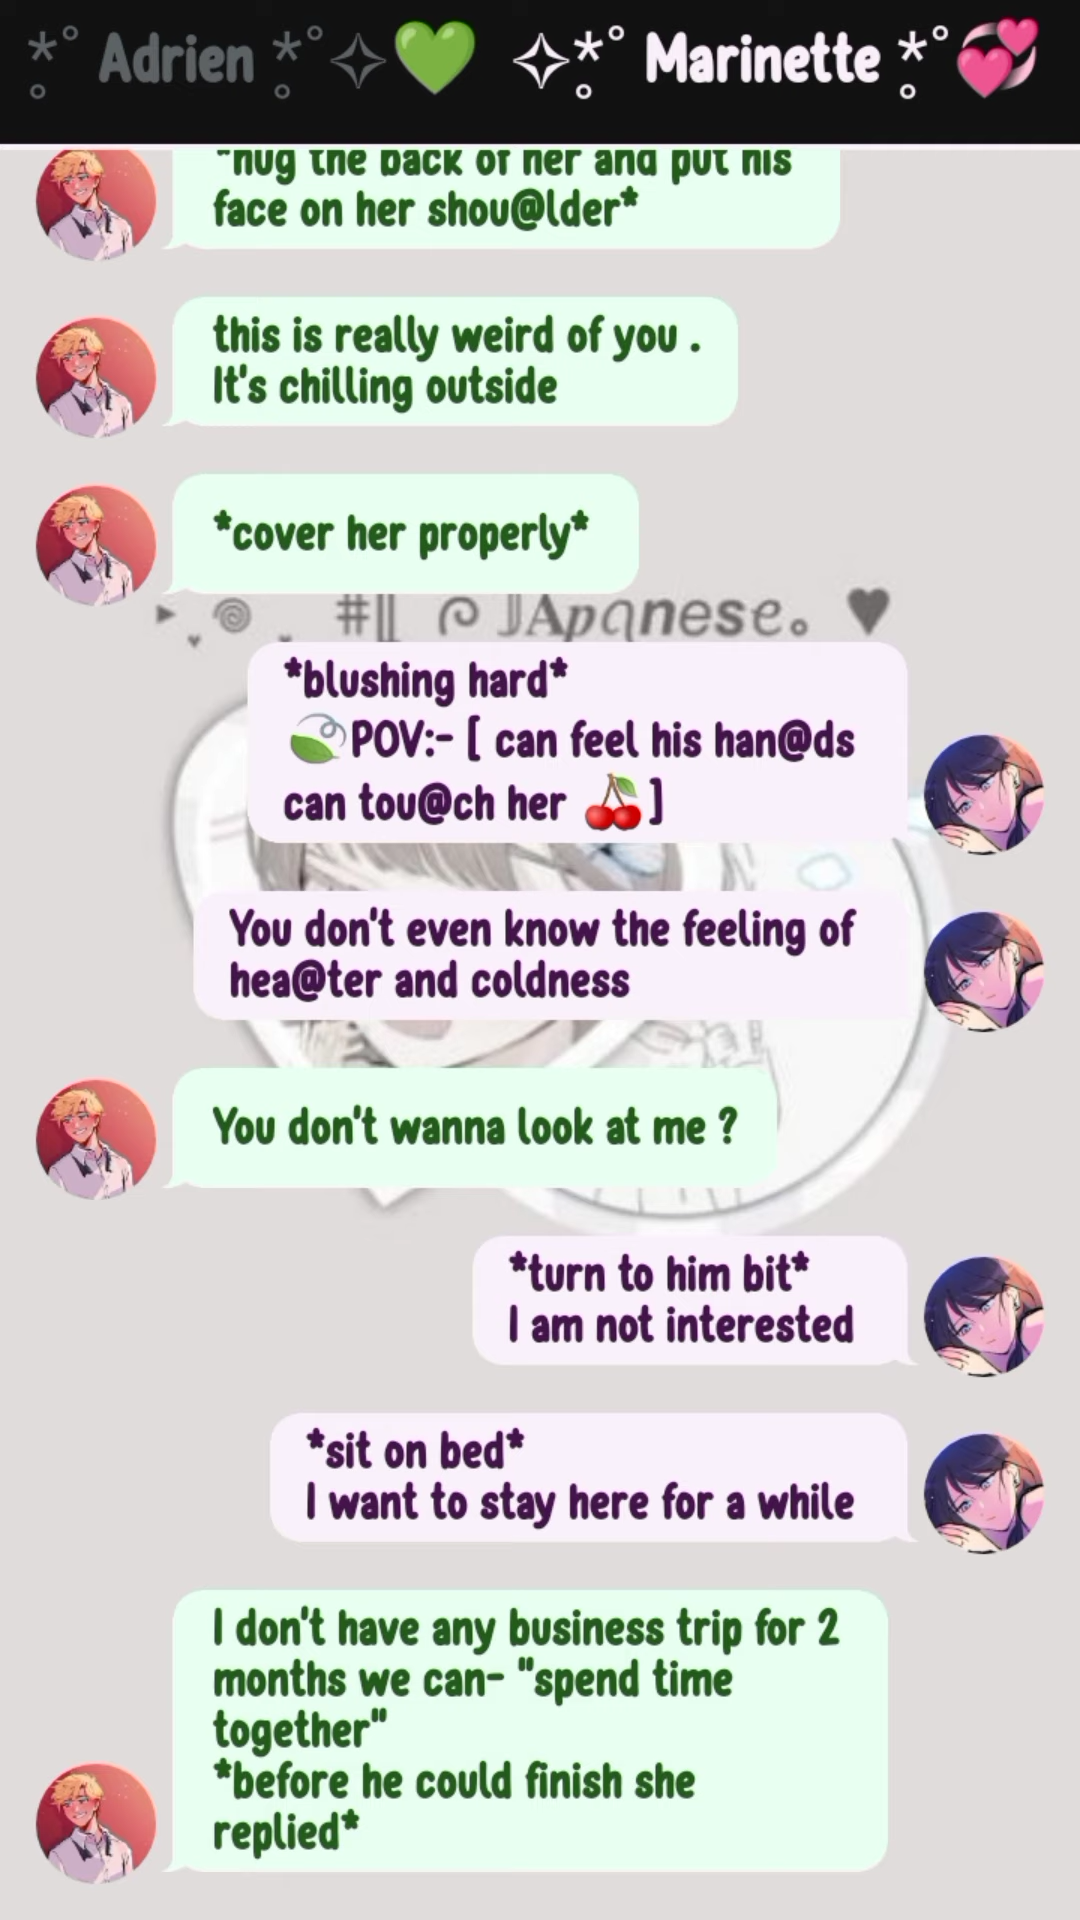 Adrien Marinette
*hug the back of her and put his
face on her shou@lder*
this is really weird of you .
It's chilling outside
*cover her properly*
Japanese。
*blushing hard*
POV:- [ can feel his han@ds
can tou@ch her 🍒 ]
You don't even know the feeling of
hea@ter and coldness
You don't wanna look at me ?
*turn to him bit*
I am not interested
*sit on bed*
I want to stay here for a while
I don't have any business trip for 2
months we can- "spend time
together"
*before he could finish she
replied*